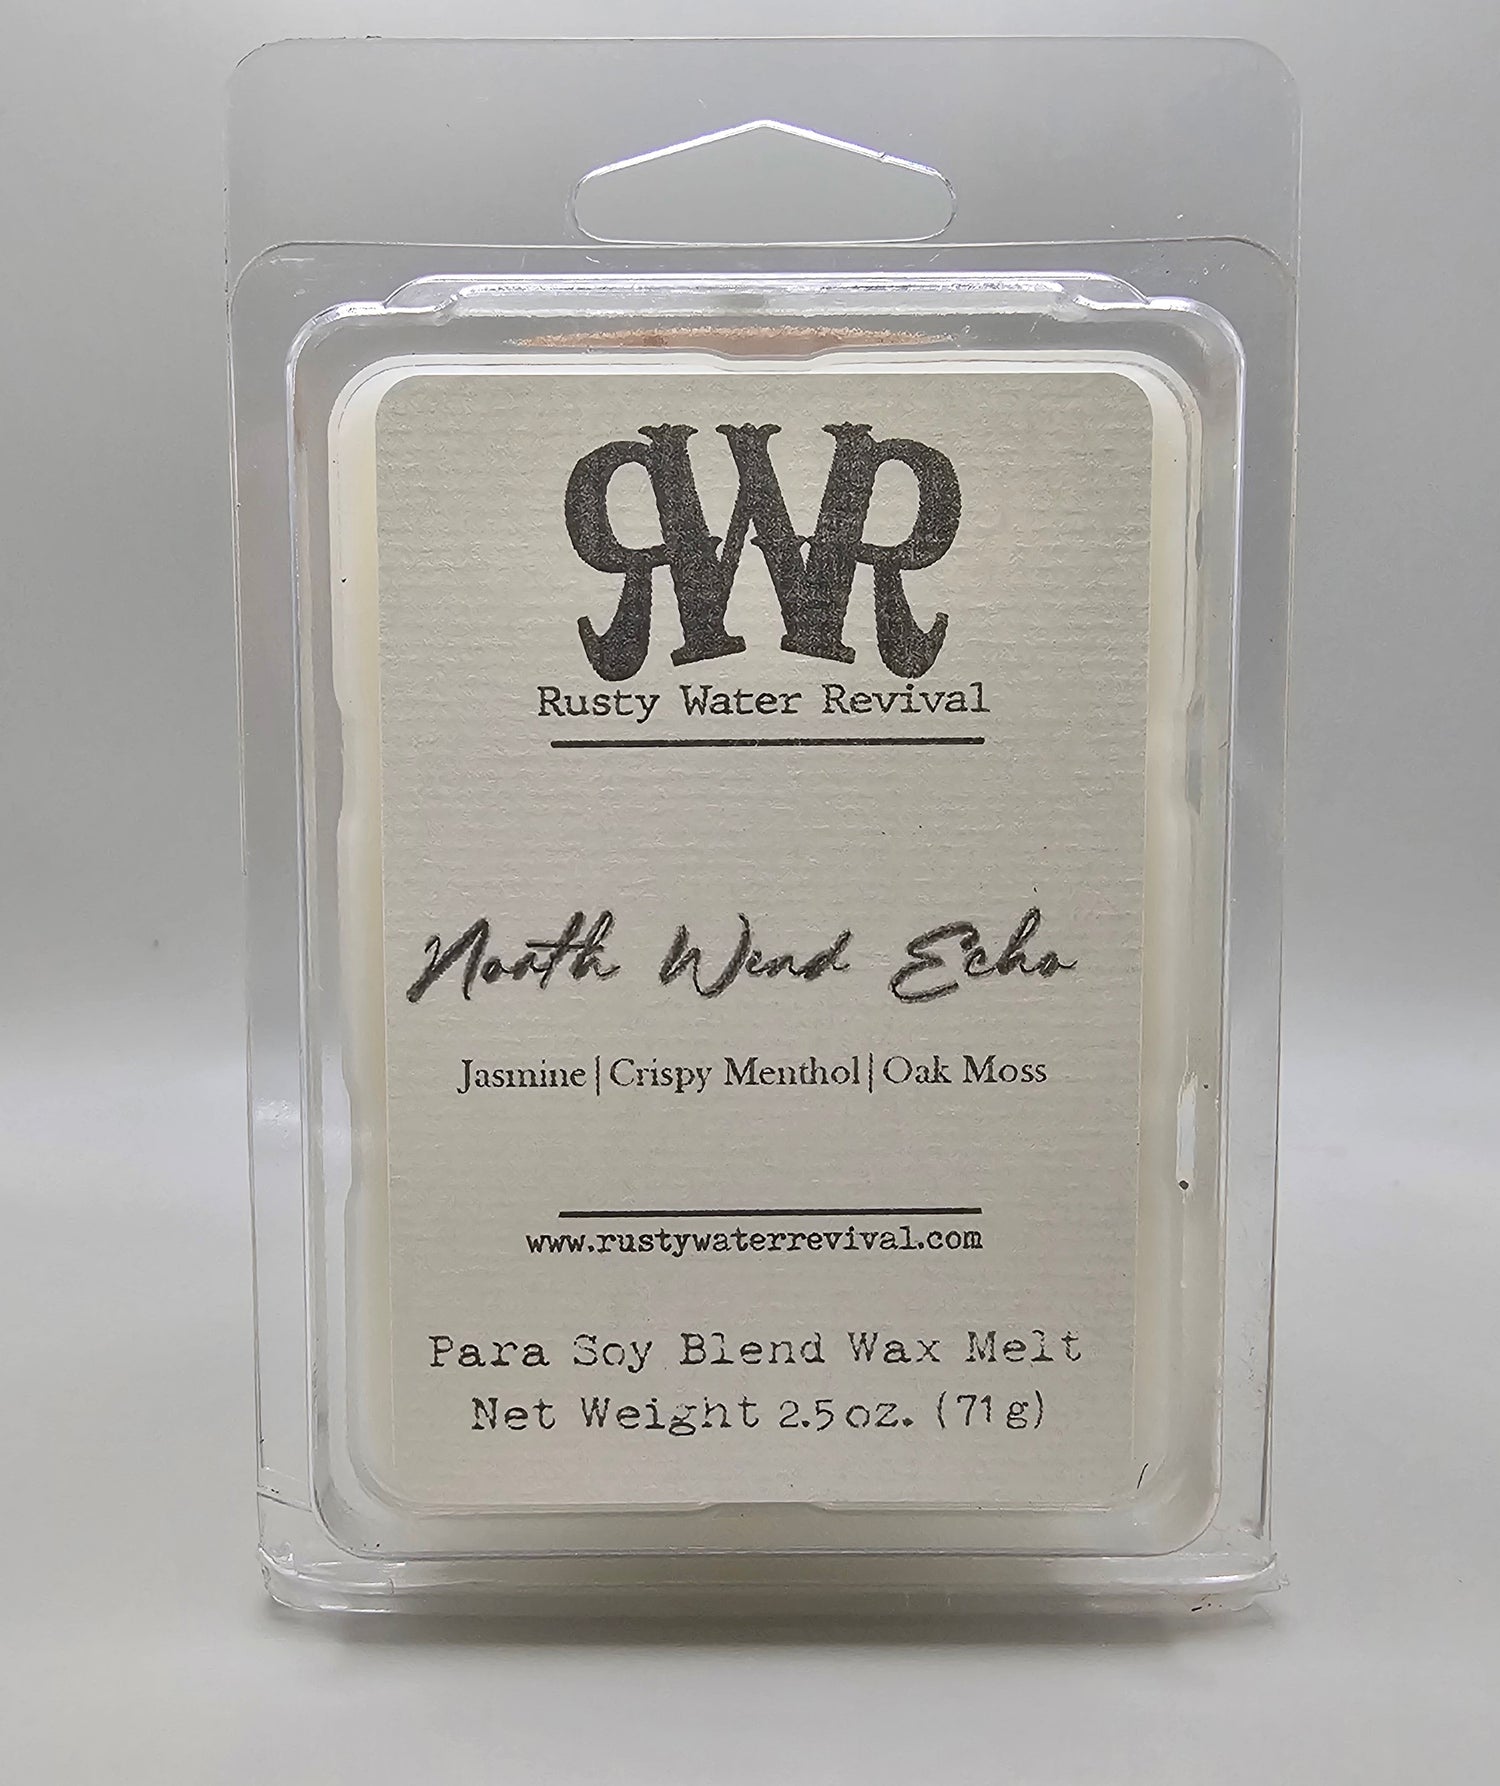 RWR
Rusty Water Revival
North Wind Echo
Jasmine|Crispy Menthol|Oak Moss
www.rustywaterrevival.com
Para Soy Blend Wax Melt
Net Weight 2.5 oz. (71 g)